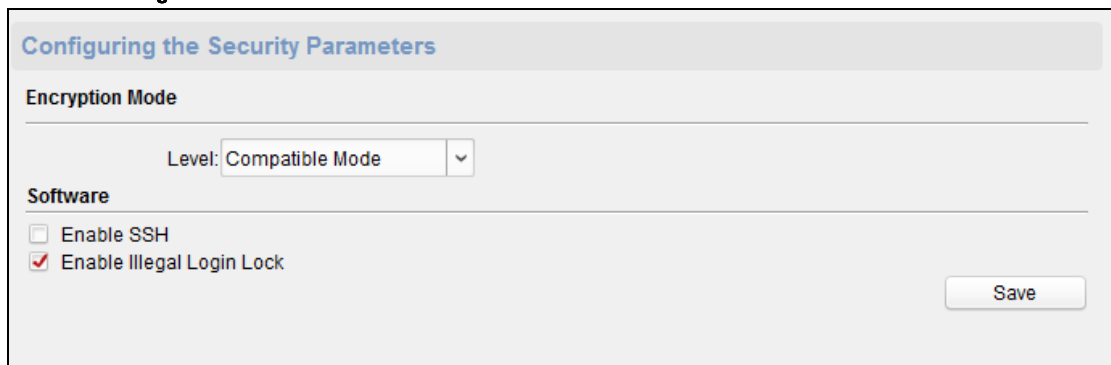 Configuring the Security Parameters
Encryption Mode
Level: Compatible Mode
Software
Enable SSH
Enable Illegal Login Lock
Save